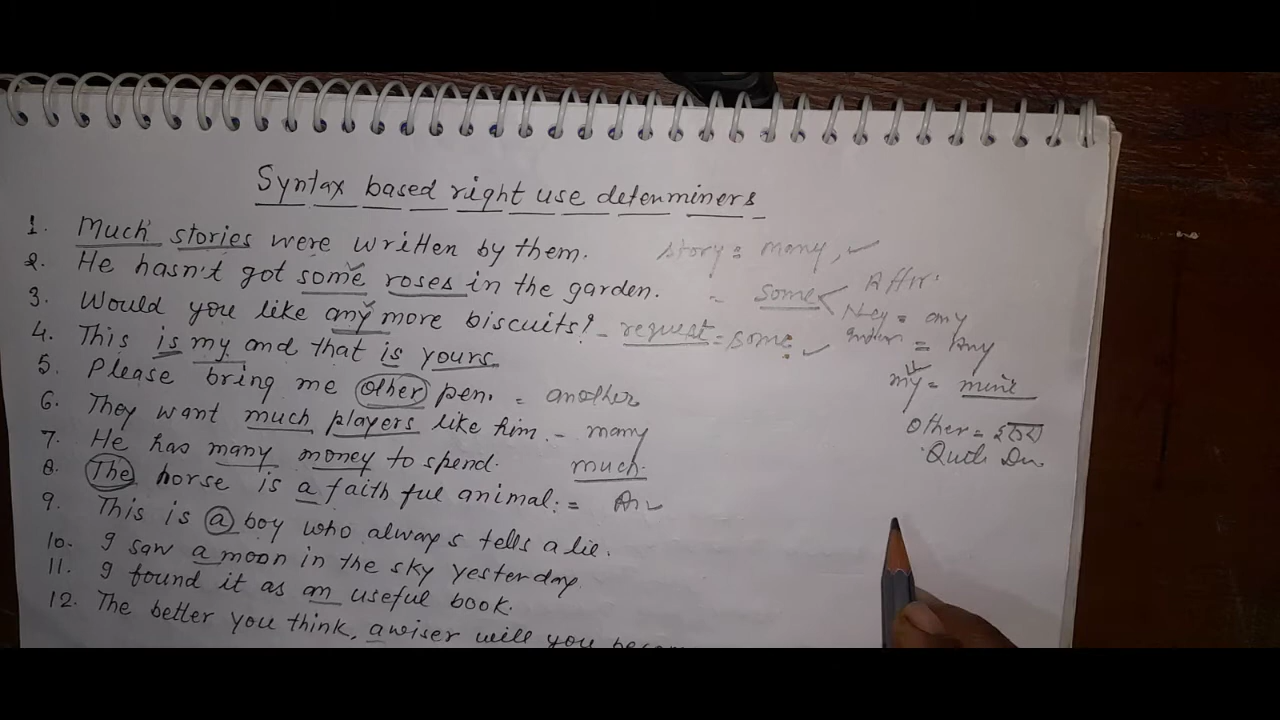 Syntax based right use determiners
1. Much stories were written by them. story = many,
2. He hasn't got some roses in the garden. = some Affir.
3. Would you like any more biscuits? - request = some Neg = any
4. This is my and that is yours. = Any
5. Please bring me other pen. = another my = mine
6. They want much players like him. - many other =
7. He has many money to spend. much.
8. The horse is a faithful animal. =
9. This is a boy who always tells a lie.
10. I saw a moon in the sky yesterday.
11. I found it as an useful book.
12. The better you think, a wiser will you